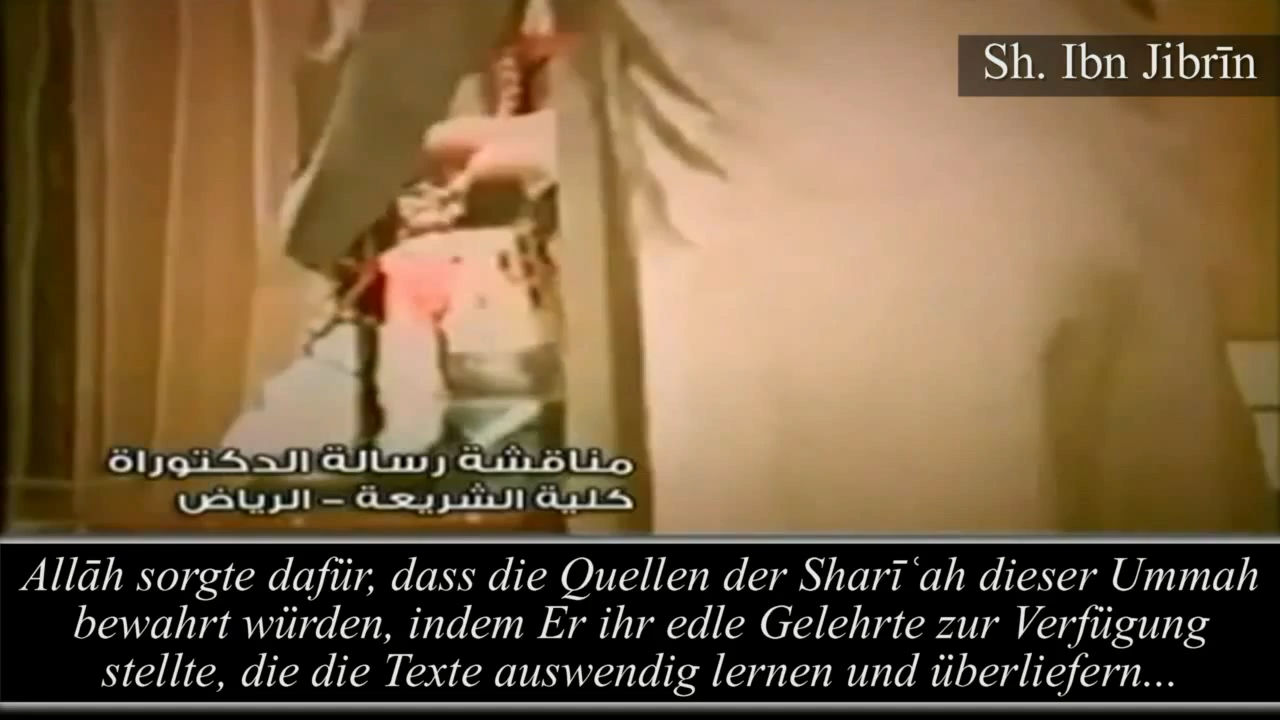 Sh. Ibn Jibrīn
مناقشة رسالة الدكتوراة
كلية الشريعة - الرياض
Allāh sorgte dafür, dass die Quellen der Sharīʿah dieser Ummah
bewahrt würden, indem Er ihr edle Gelehrte zur Verfügung
stellte, die die Texte auswendig lernen und überliefern...